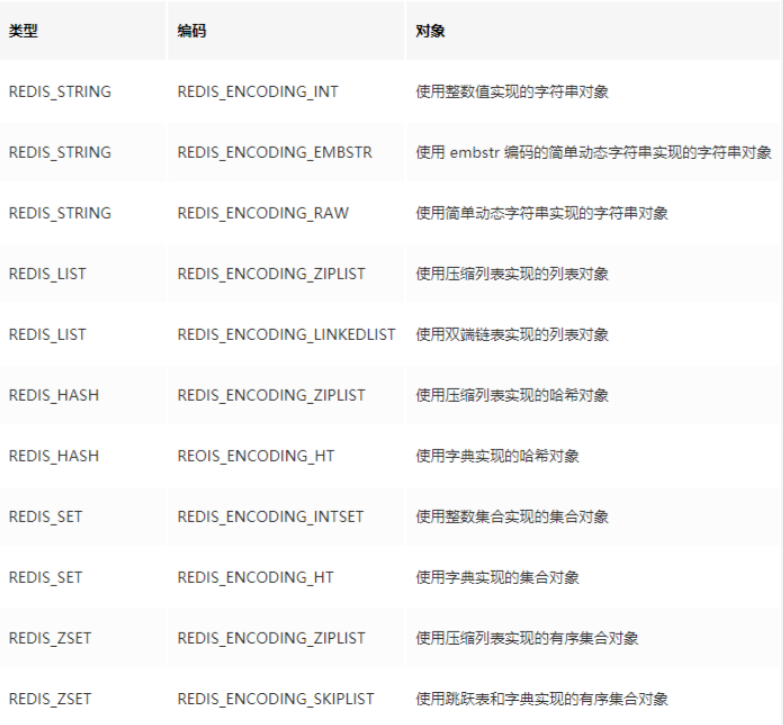 类型 编码 对象
REDIS_STRING REDIS_ENCODING_INT 使用整数值实现的字符串对象
REDIS_STRING REDIS_ENCODING_EMBSTR 使用 embstr 编码的简单动态字符串实现的字符串对象
REDIS_STRING REDIS_ENCODING_RAW 使用简单动态字符串实现的字符串对象
REDIS_LIST REDIS_ENCODING_ZIPLIST 使用压缩列表实现的列表对象
REDIS_LIST REDIS_ENCODING_LINKEDLIST 使用双端链表实现的列表对象
REDIS_HASH REDIS_ENCODING_ZIPLIST 使用压缩列表实现的哈希对象
REDIS_HASH REOIS_ENCODING_HT 使用字典实现的哈希对象
REDIS_SET REDIS_ENCODING_INTSET 使用整数集合实现的集合对象
REDIS_SET REDIS_ENCODING_HT 使用字典实现的集合对象
REDIS_ZSET REDIS_ENCODING_ZIPLIST 使用压缩列表实现的有序集合对象
REDIS_ZSET REDIS_ENCODING_SKIPLIST 使用跳跃表和字典实现的有序集合对象